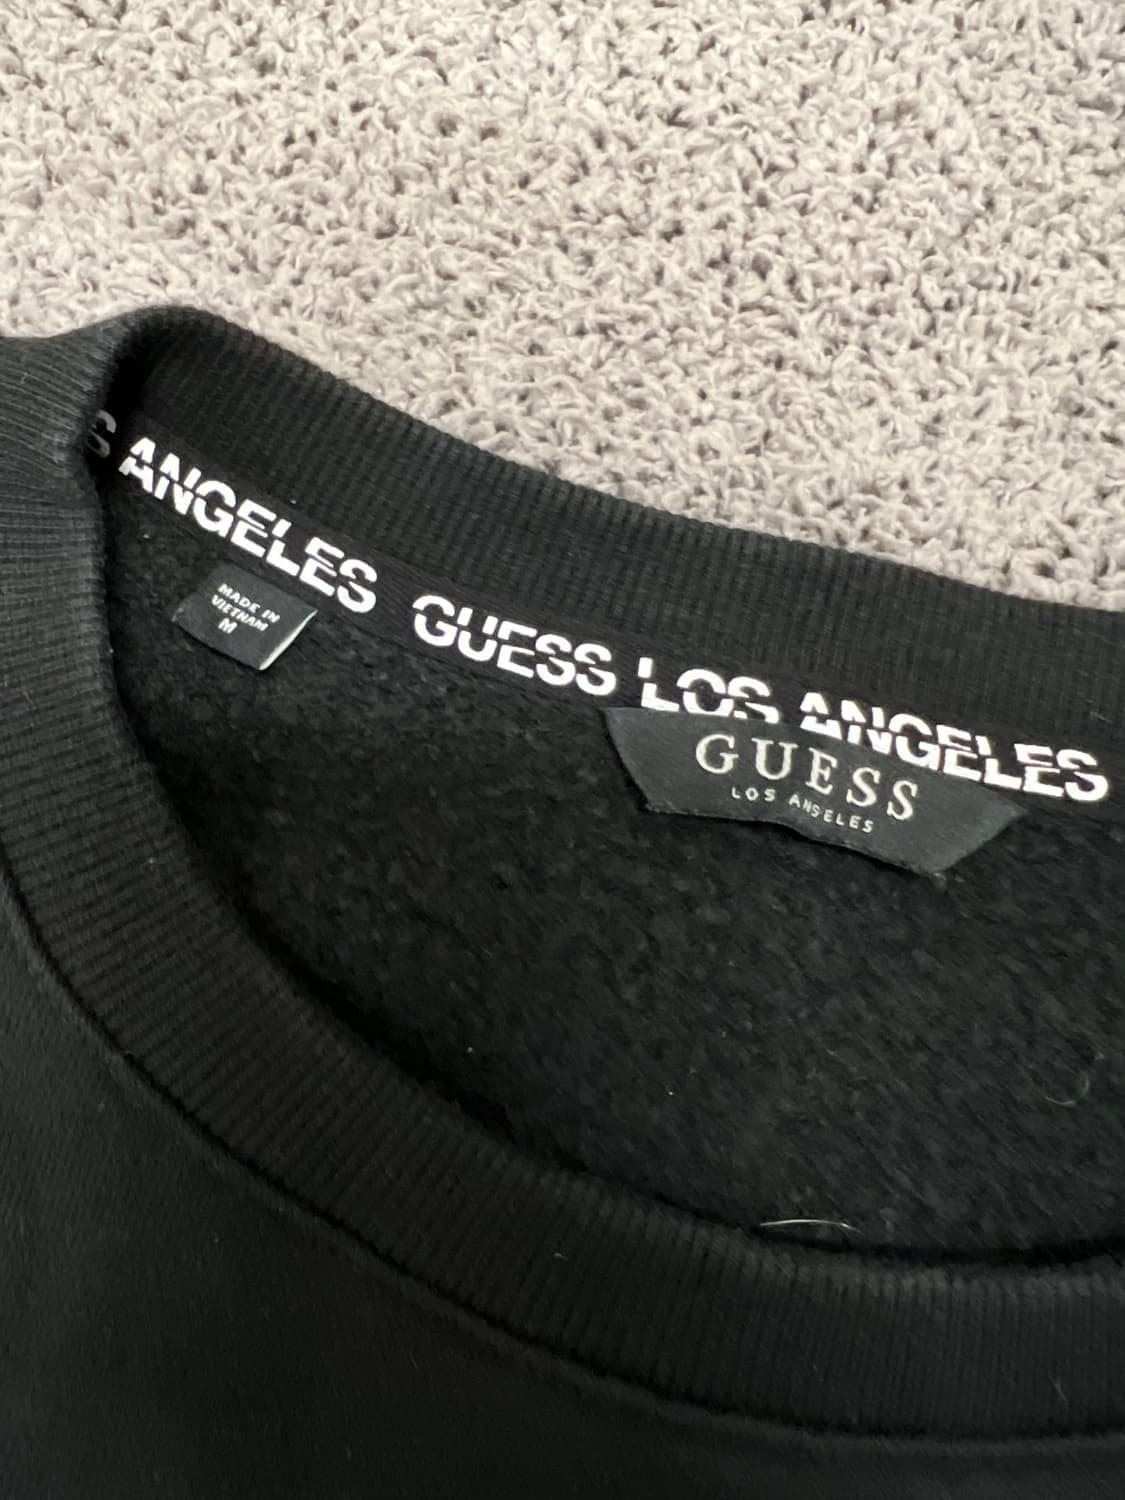 S ANGELES GUESS LOS ANGELES
MADE IN
VIETNAM
M
GUESS
LOS ANGELES